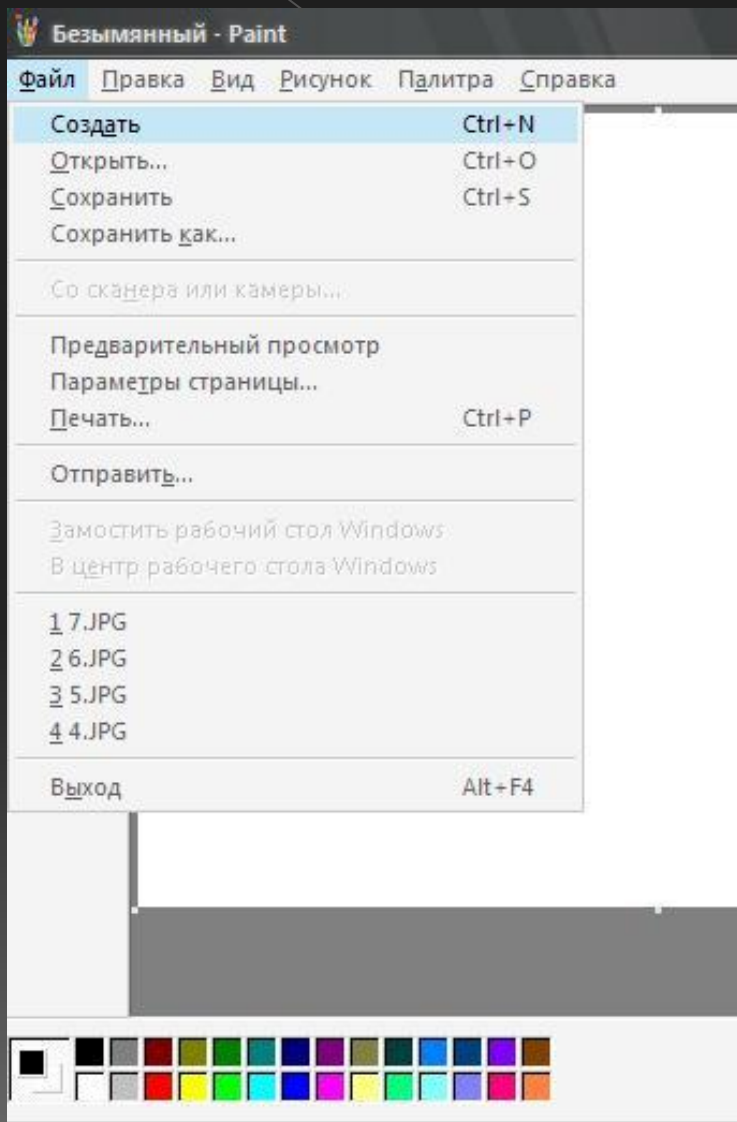 Безымянный - Paint
Файл Правка Вид Рисунок Палитра Справка
Создать Ctrl+N
Открыть... Ctrl+O
Сохранить Ctrl+S
Сохранить как...
Со сканера или камеры...
Предварительный просмотр
Параметры страницы...
Печать... Ctrl+P
Отправить...
Замостить рабочий стол Windows
В центр рабочего стола Windows
1 7.JPG
2 6.JPG
3 5.JPG
4 4.JPG
Выход Alt+F4